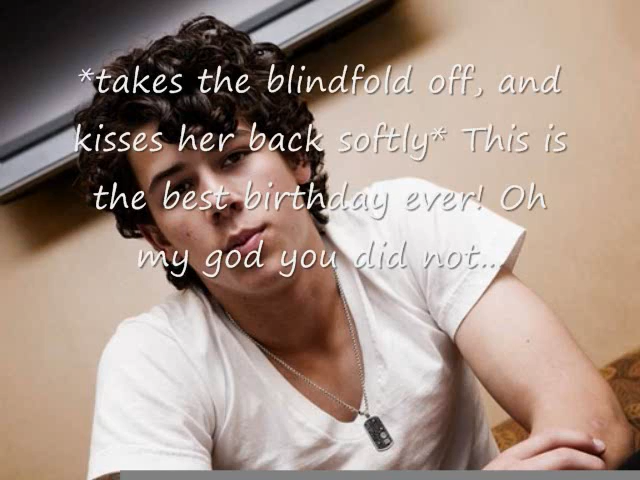 *takes the blindfold off, and
kisses her back softly* This is
the best birthday ever! Oh
my god you did not...